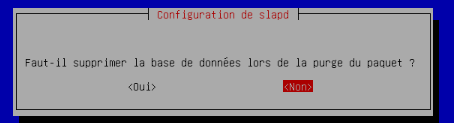 Configuration de slapd
Faut-il supprimer la base de données lors de la purge du paquet ?
<Oui> <Non>